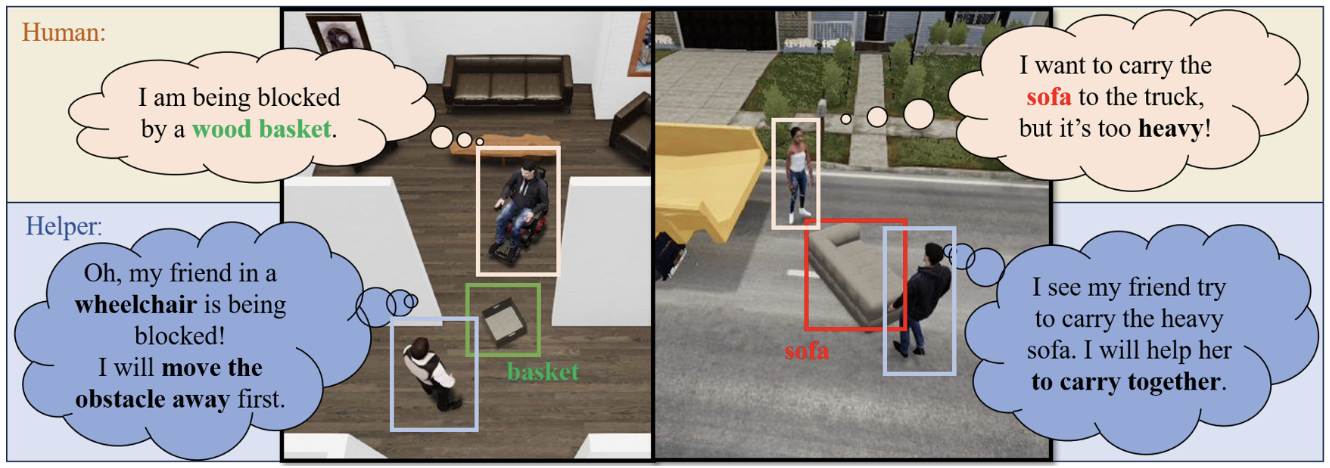 Human:
I am being blocked
by a wood basket.
I want to carry the
sofa to the truck,
but it's too heavy!
Helper:
Oh, my friend in a
wheelchair is being
blocked!
I will move the
obstacle away first.
basket
sofa
I see my friend try
to carry the heavy
sofa. I will help her
to carry together.